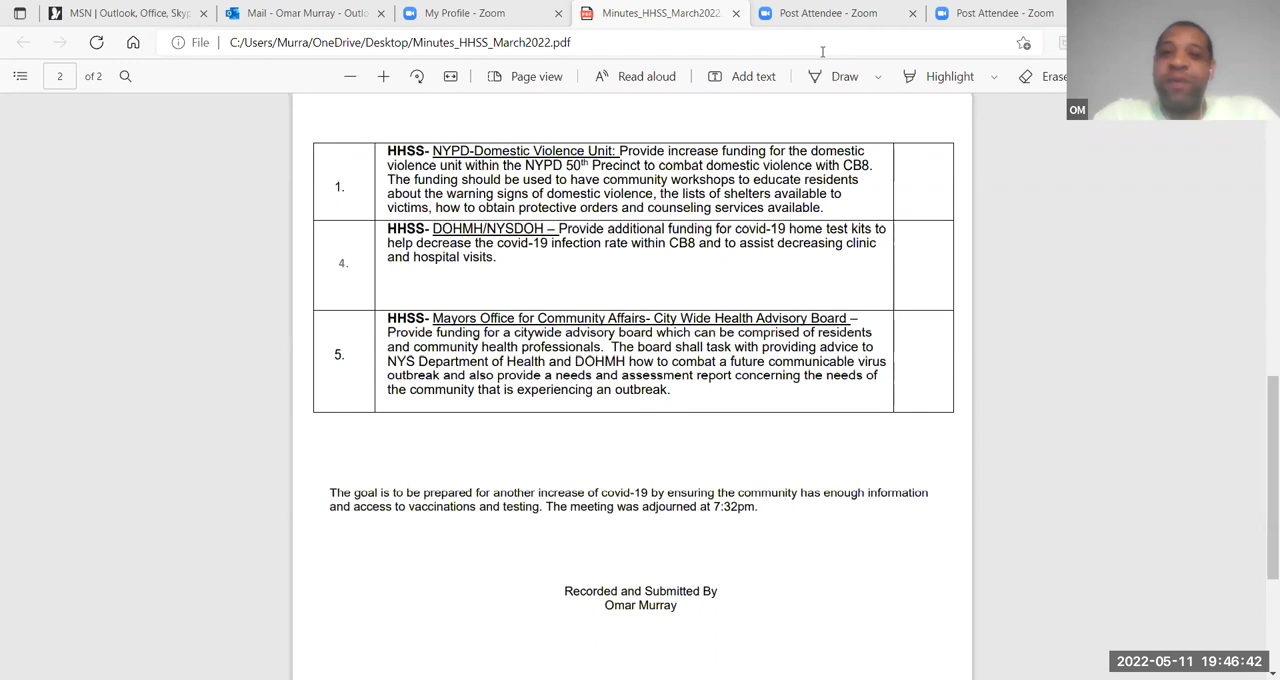 MSN | Outlook, Office, Skyp
Mail - Omar Murray - Outlo
My Profile - Zoom
Minutes_HHSS_March2022.
Post Attendee - Zoom
Post Attendee - Zoom
File
C:/Users/Murra/OneDrive/Desktop/Minutes_HHSS_March2022.pdf
2 of 2
Page view
Read aloud
Add text
Draw
Highlight
Erase
OM
HHSS- NYPD-Domestic Violence Unit: Provide increase funding for the domestic
violence unit within the NYPD 50th Precinct to combat domestic violence with CB8.
1. The funding should be used to have community workshops to educate residents
about the warning signs of domestic violence, the lists of shelters available to
victims, how to obtain protective orders and counseling services available.
HHSS- DOHMH/NYSDOH – Provide additional funding for covid-19 home test kits to
help decrease the covid-19 infection rate within CB8 and to assist decreasing clinic
4. and hospital visits.
HHSS- Mayors Office for Community Affairs- City Wide Health Advisory Board –
Provide funding for a citywide advisory board which can be comprised of residents
5. and community health professionals. The board shall task with providing advice to
NYS Department of Health and DOHMH how to combat a future communicable virus
outbreak and also provide a needs and assessment report concerning the needs of
the community that is experiencing an outbreak.
The goal is to be prepared for another increase of covid-19 by ensuring the community has enough information
and access to vaccinations and testing. The meeting was adjourned at 7:32pm.
Recorded and Submitted By
Omar Murray
2022-05-11 19:46:42